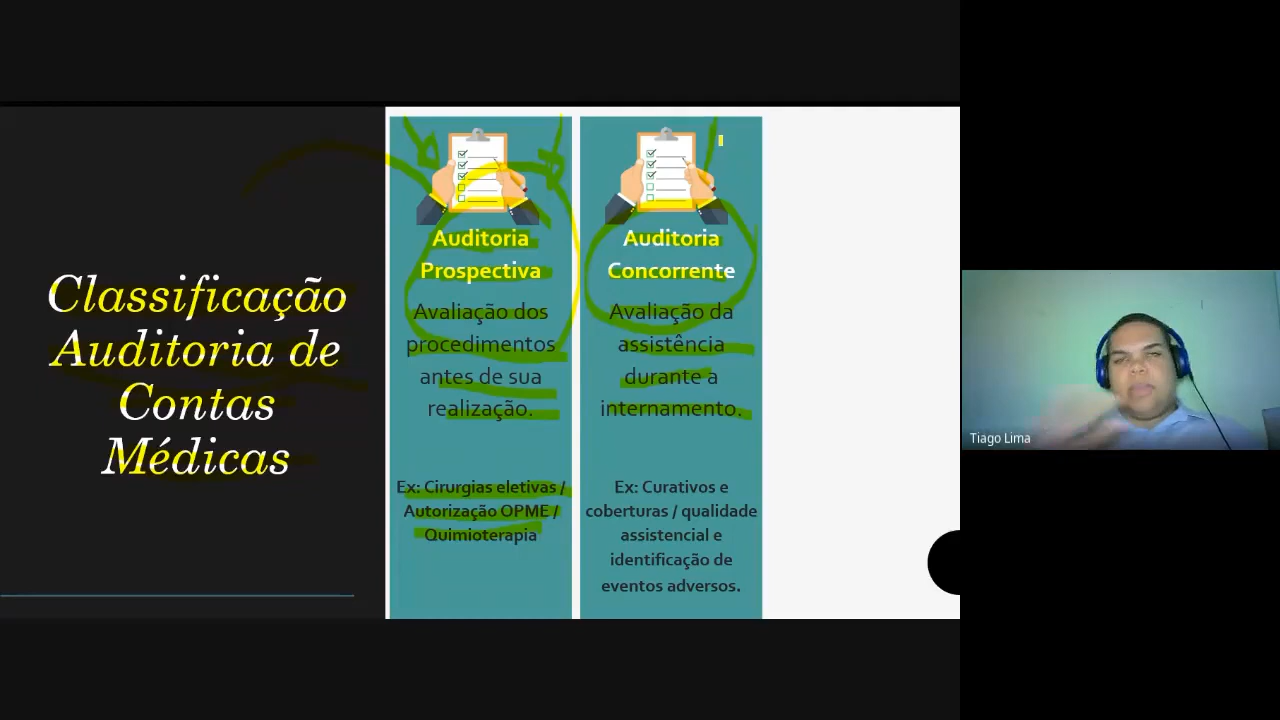 Classificação
Auditoria de
Contas
Médicas
Auditoria
Prospectiva
Avaliação dos
procedimentos
antes de sua
realização.
Ex: Cirurgias eletivas /
Autorização OPME /
Quimioterapia
Auditoria
Concorrente
Avaliação da
assistência
durante a
internamento.
Ex: Curativos e
coberturas / qualidade
assistencial e
identificação de
eventos adversos.
Tiago Lima